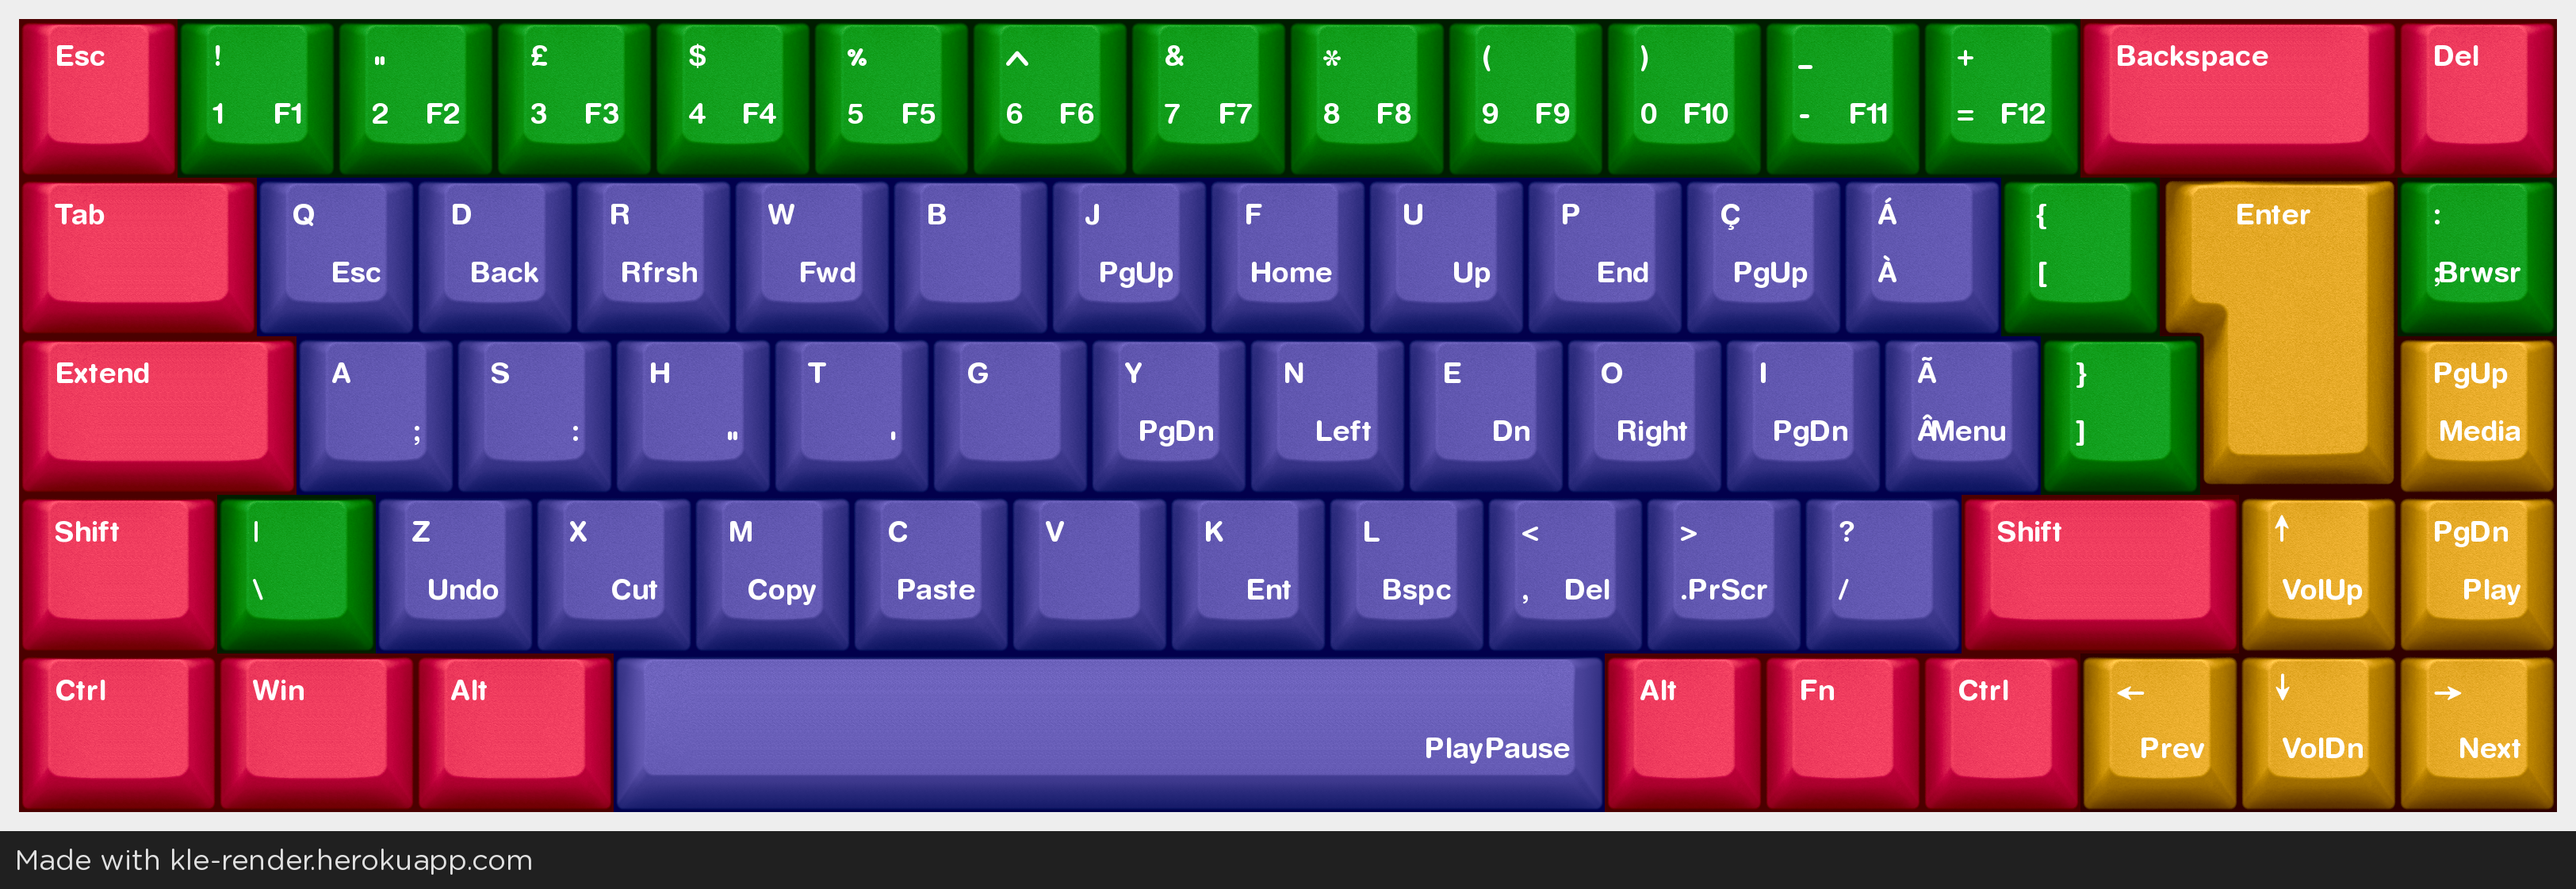 Esc ! " £ $ % ^ & * ( ) _ + Backspace Del
1 F1 2 F2 3 F3 4 F4 5 F5 6 F6 7 F7 8 F8 9 F9 0 F10 - F11 = F12
Tab Q D R W B J F U P Ç Á { Enter :
Esc Back Rfrsh Fwd PgUp Home Up End PgUp À [ ; Brwsr
Extend A S H T G Y N E O I Ã } PgUp
; : " ' PgDn Left Dn Right PgDn Â Menu ] Media
Shift | Z X M C V K L < > ? Shift ↑ PgDn
\ Undo Cut Copy Paste Ent Bspc , Del . PrScr / VolUp Play
Ctrl Win Alt Alt Fn Ctrl ← ↓ →
PlayPause Prev VolDn Next
Made with kle-render.herokuapp.com